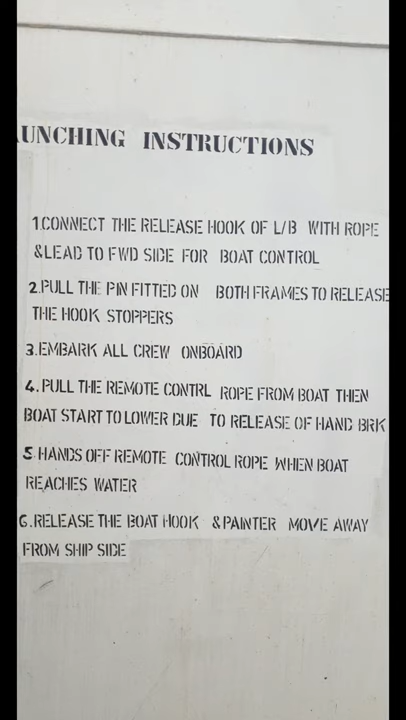 UNCHING INSTRUCTIONS
1.CONNECT THE RELEASE HOOK OF L/B WITH ROPE
&LEAD TO FWD SIDE FOR BOAT CONTROL
2.PULL THE PIN FITTED ON BOTH FRAMES TO RELEASE
THE HOOK STOPPERS
3.EMBARK ALL CREW ONBOARD
4.PULL THE REMOTE CONTRL ROPE FROM BOAT THEN
BOAT START TO LOWER DUE TO RELEASE OF HAND BRK
5.HANDS OFF REMOTE CONTROL ROPE WHEN BOAT
REACHES WATER
6.RELEASE THE BOAT HOOK &PAINTER MOVE AWAY
FROM SHIP SIDE